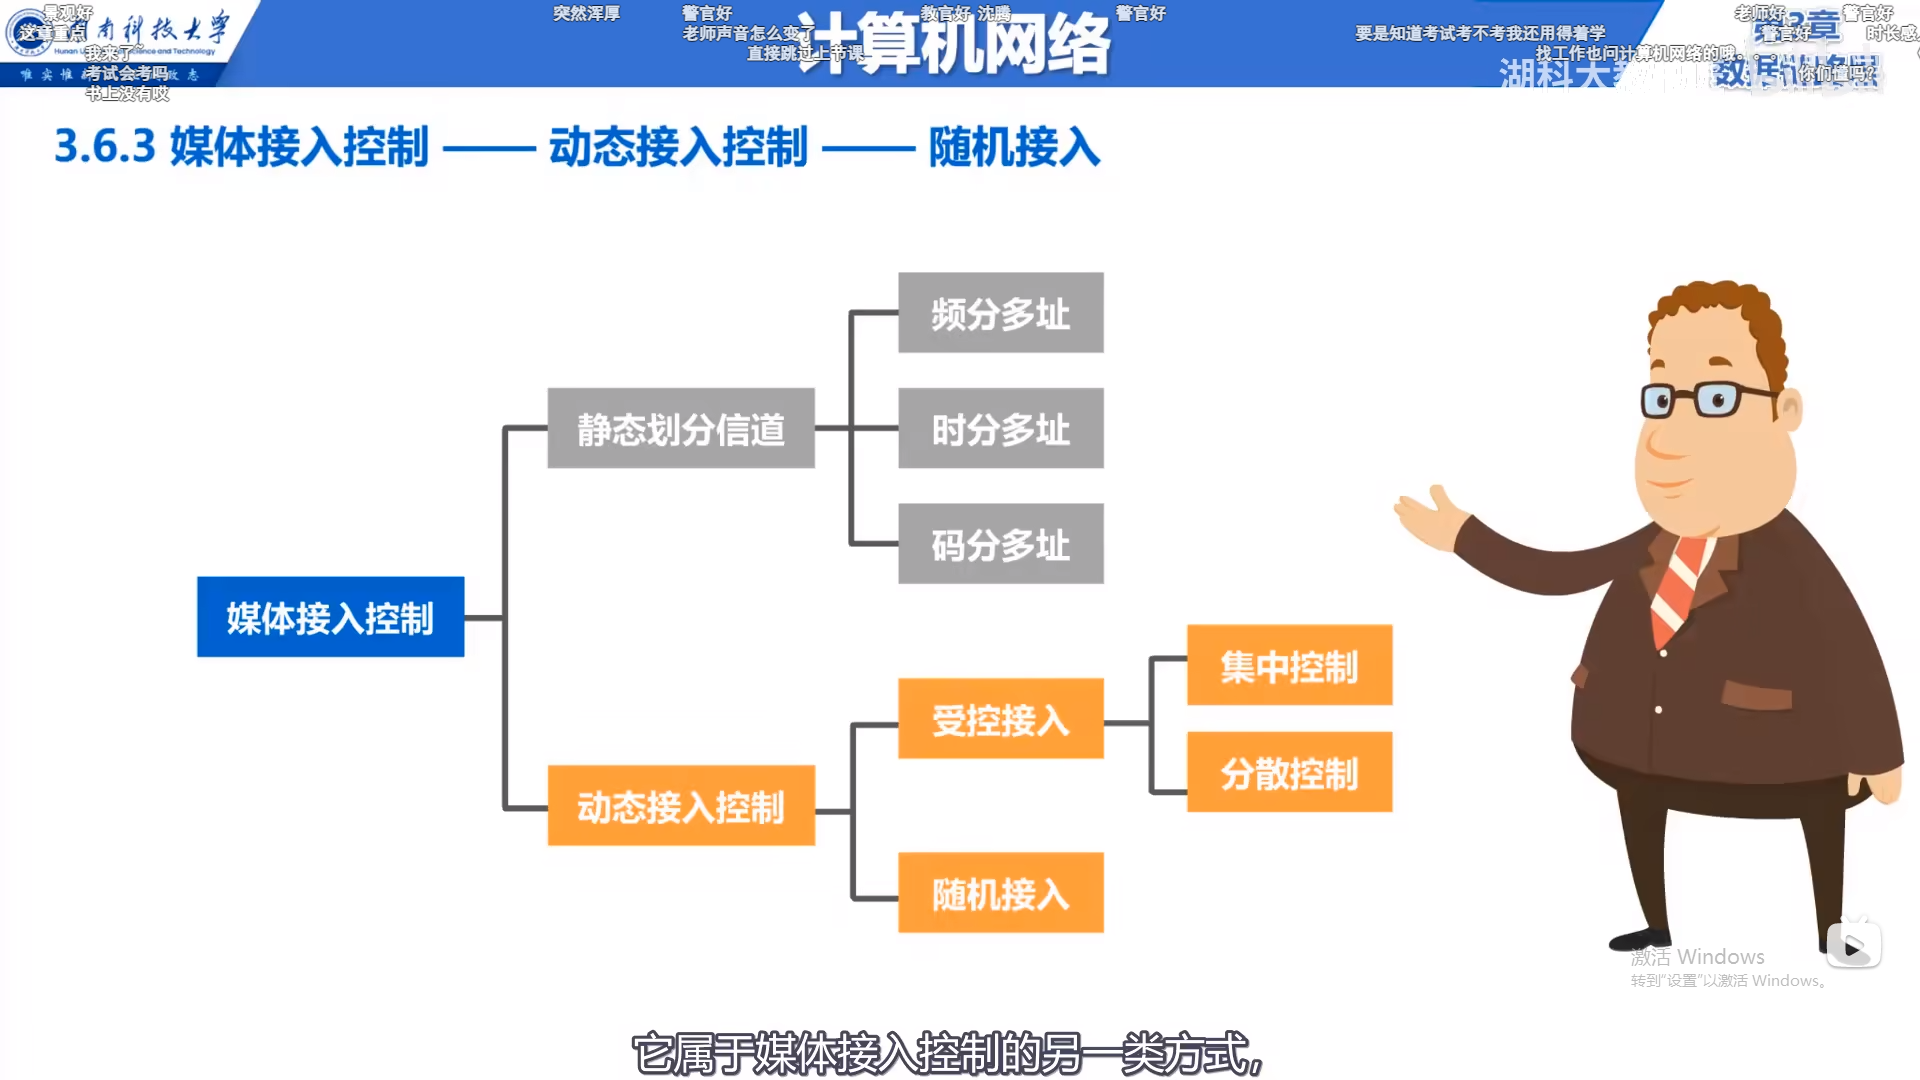 景观好
突然浑厚
警官好
教官好 沈腾
警官好
老师好
警官好
这章重点
南科技大学
老师声音怎么变了
要是知道考试考不考我还用得着学
警官好
时长感
我来了~
直接跳过上节课
找工作也问计算机网络的哦。。。
考试会考吗
你们懂吗?
书上没有哎
计算机网络
3.6.3 媒体接入控制 —— 动态接入控制 —— 随机接入
频分多址
静态划分信道
时分多址
码分多址
媒体接入控制
集中控制
受控接入
分散控制
动态接入控制
随机接入
激活 Windows
转到“设置”以激活 Windows。
它属于媒体接入控制的另一类方式,